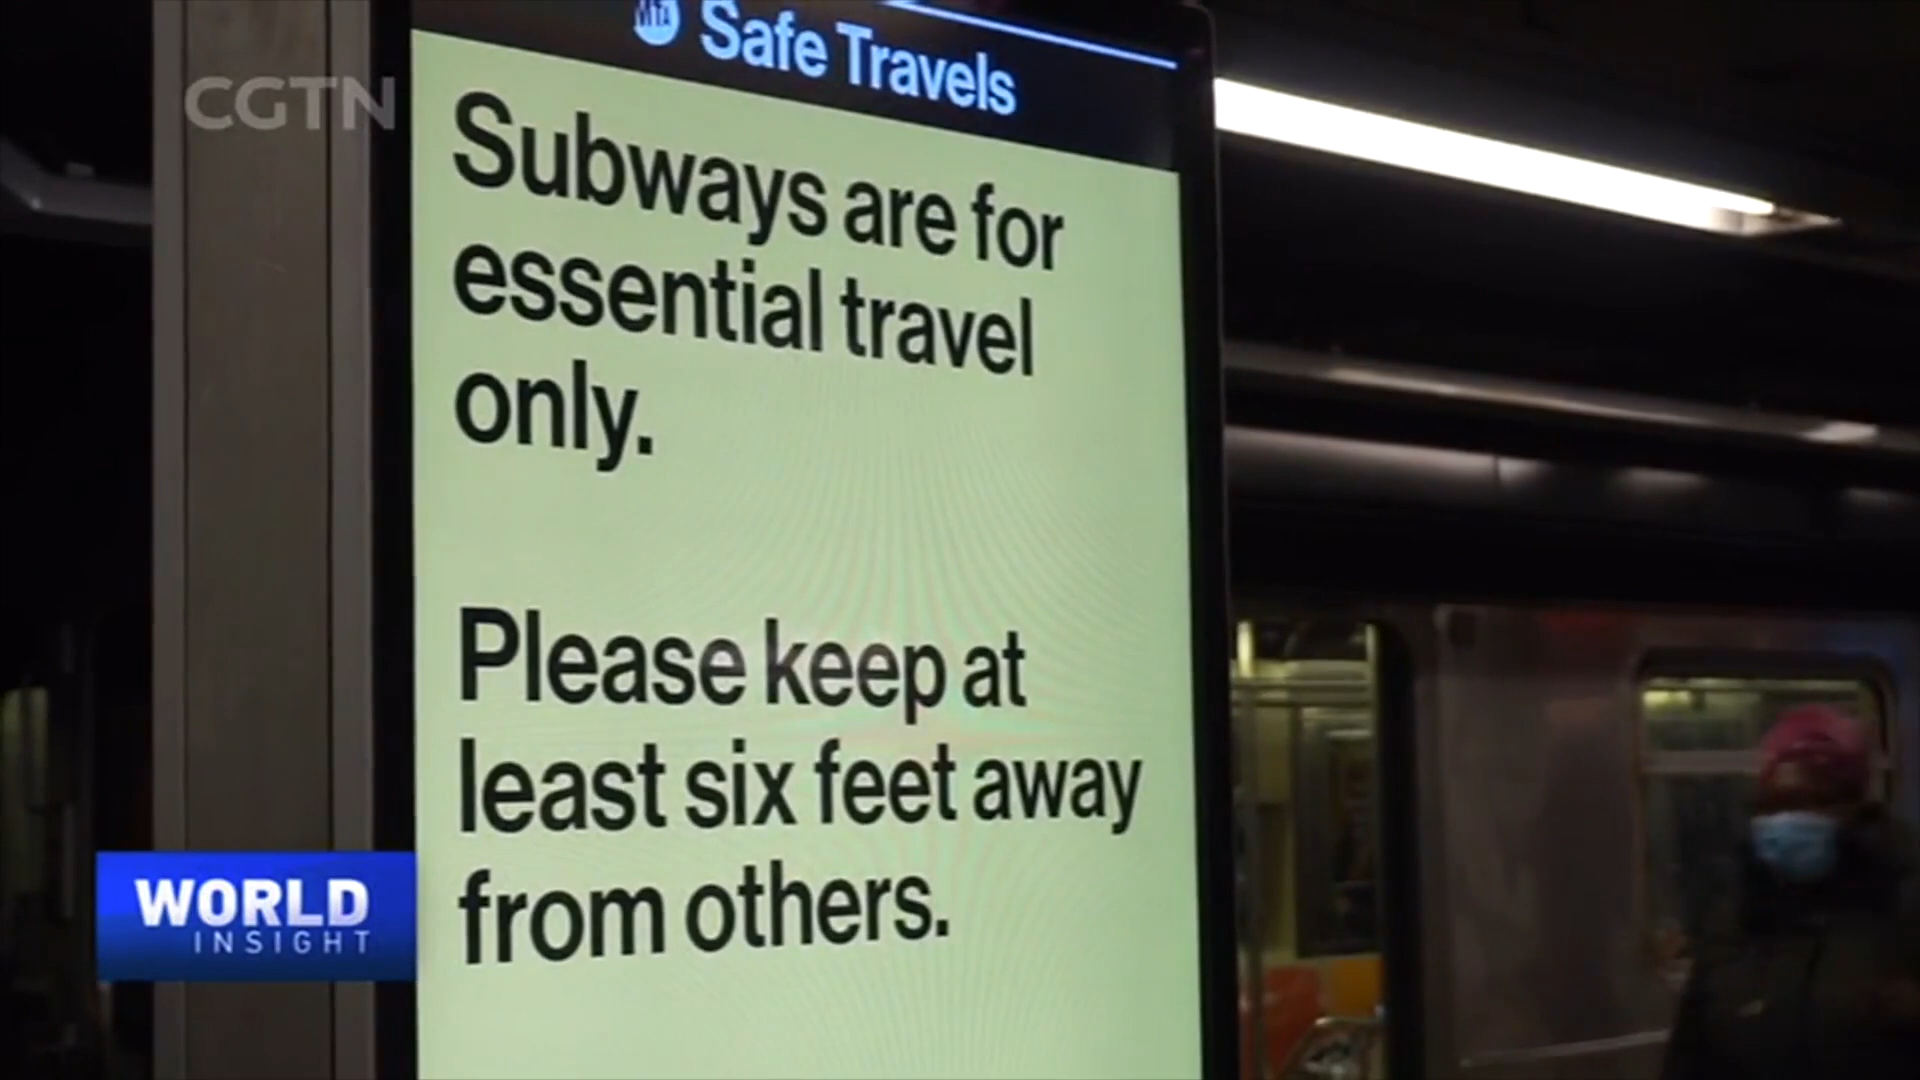 MTA Safe Travels
CGTN
Subways are for
essential travel
only.
Please keep at
least six feet away
from others.
WORLD
INSIGHT